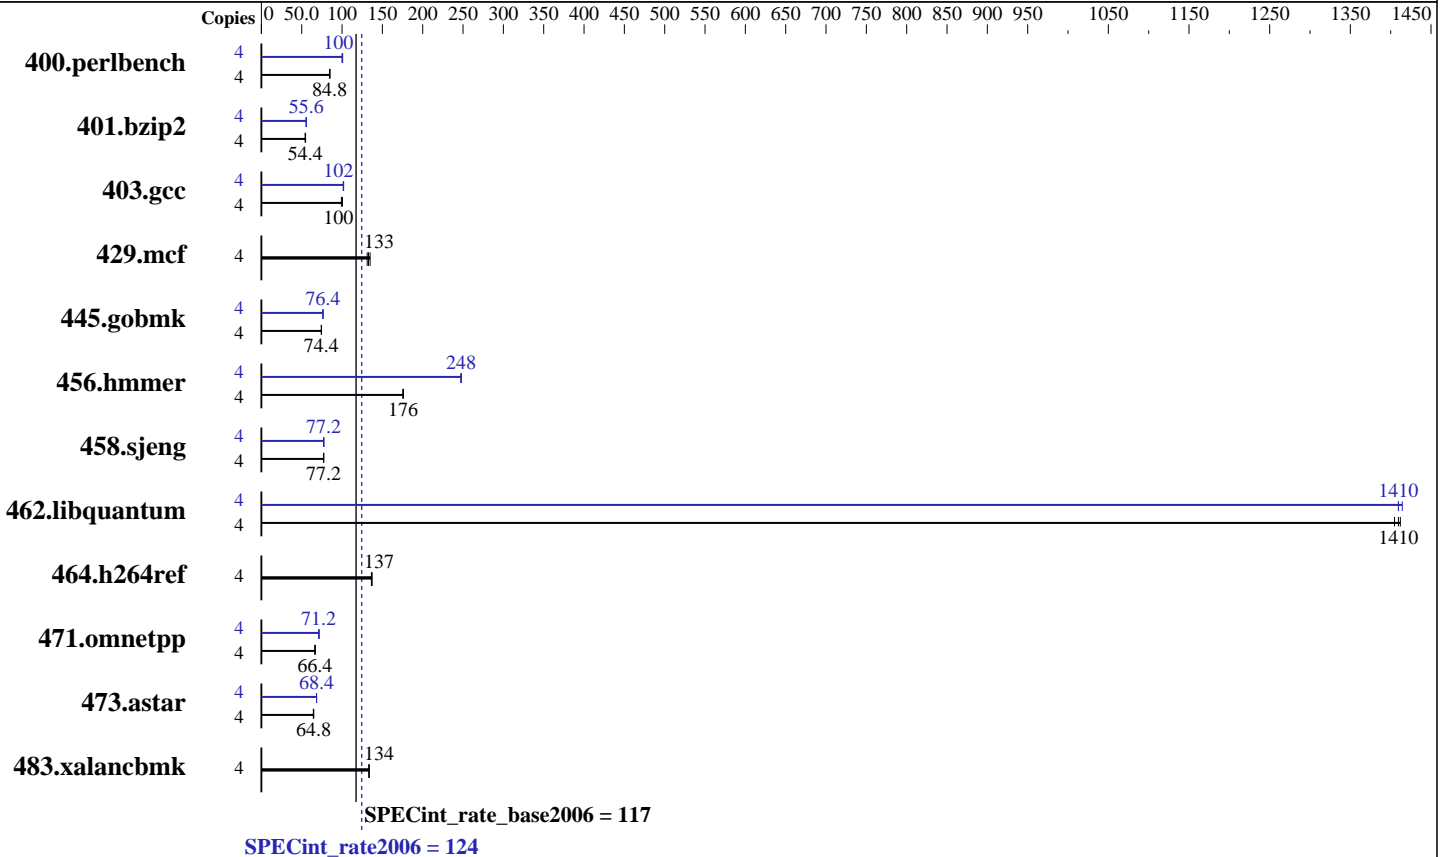 Copies 0 50.0 100 150 200 250 300 350 400 450 500 550 600 650 700 750 800 850 900 950 1050 1150 1250 1350 1450
400.perlbench 4 100
4 84.8
401.bzip2 4 55.6
4 54.4
403.gcc 4 102
4 100
429.mcf 4 133
445.gobmk 4 76.4
4 74.4
456.hmmer 4 248
4 176
458.sjeng 4 77.2
4 77.2
462.libquantum 4 1410
4 1410
464.h264ref 4 137
471.omnetpp 4 71.2
4 66.4
473.astar 4 68.4
4 64.8
483.xalancbmk 4 134
SPECint_rate_base2006 = 117
SPECint_rate2006 = 124